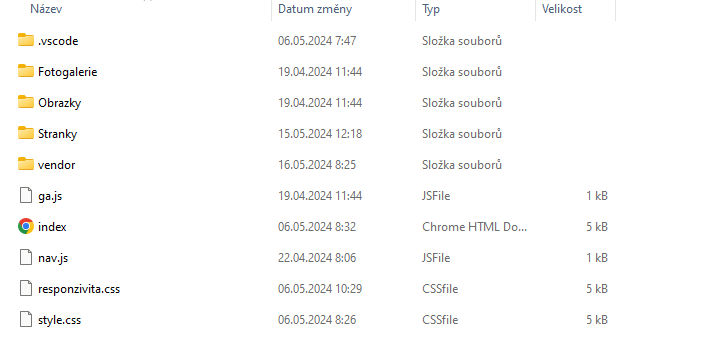 Název Datum změny Typ Velikost
.vscode 06.05.2024 7:47 Složka souborů
Fotogalerie 19.04.2024 11:44 Složka souborů
Obrazky 19.04.2024 11:44 Složka souborů
Stranky 15.05.2024 12:18 Složka souborů
vendor 16.05.2024 8:25 Složka souborů
ga.js 19.04.2024 11:44 JSFile 1 kB
index 06.05.2024 8:32 Chrome HTML Do... 5 kB
nav.js 22.04.2024 8:06 JSFile 1 kB
responzivita.css 06.05.2024 10:29 CSSfile 5 kB
style.css 06.05.2024 8:26 CSSfile 5 kB